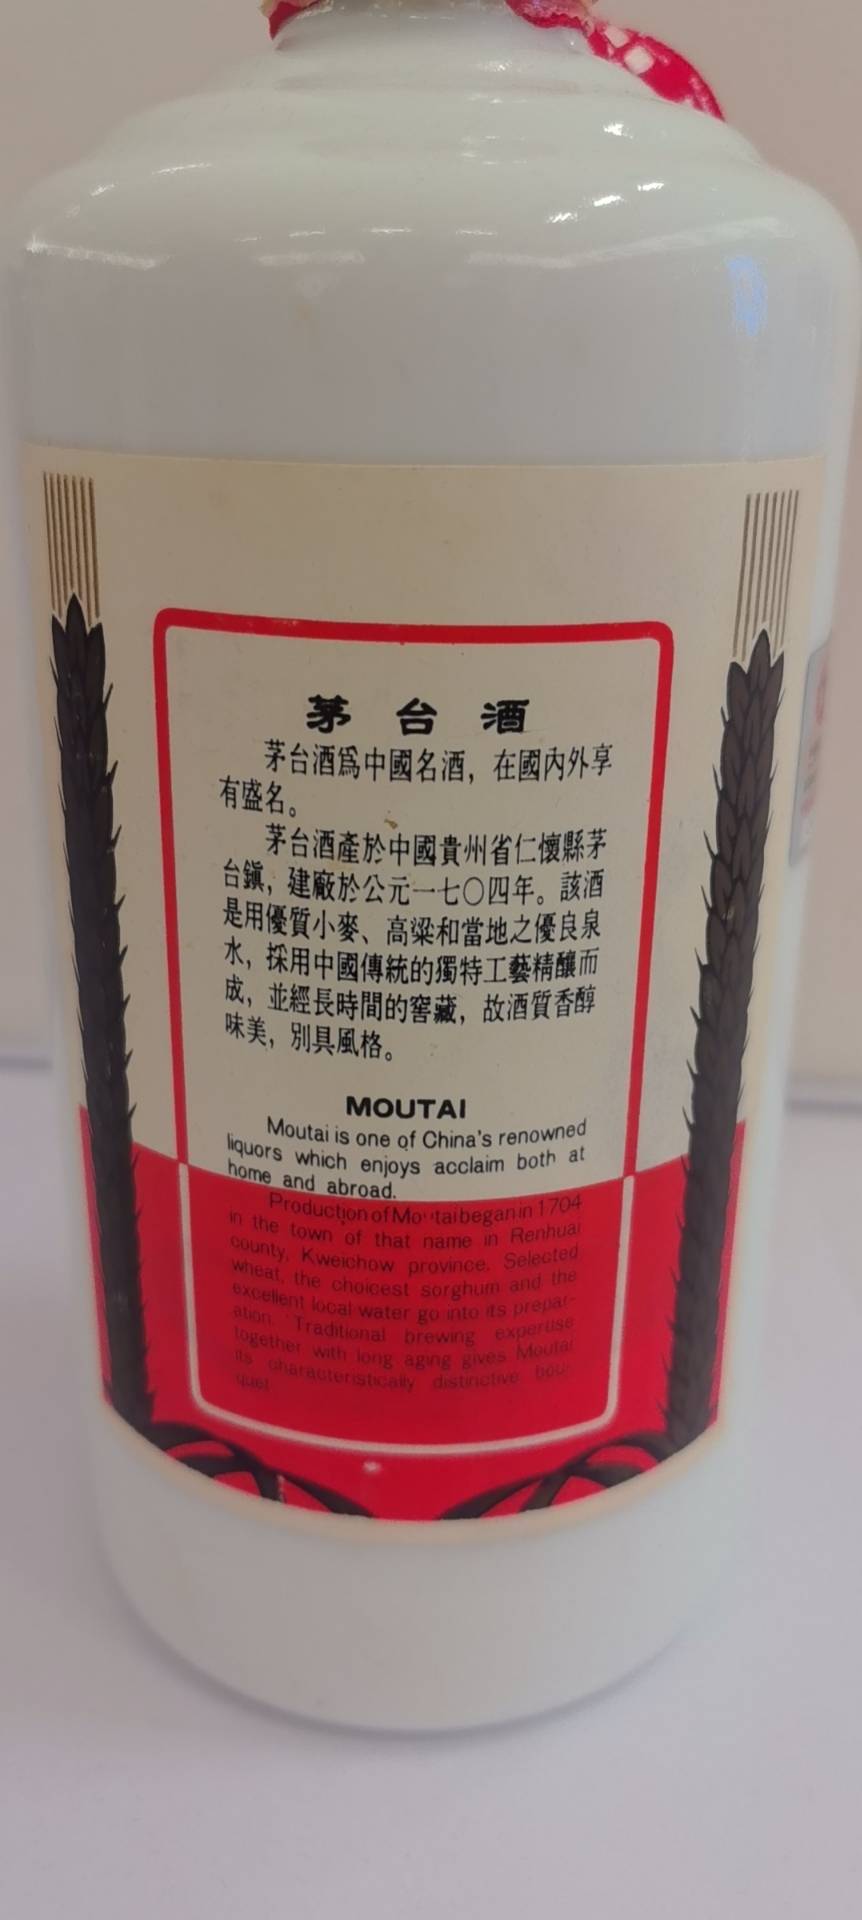 茅台酒
茅台酒爲中國名酒，在國內外享
有盛名。
茅台酒產於中國貴州省仁懷縣茅
台鎭，建廠於公元一七〇四年。該酒
是用優質小麥、高粱和當地之優良泉
水，採用中國傳統的獨特工藝精釀而
成，並經長時間的窖藏，故酒質香醇
味美，別具風格。
MOUTAI
Moutai is one of China's renowned
liquors which enjoys acclaim both at
home and abroad.
Production of Moutai began in 1704
in the town of that name in Renhuai
county, Kweichow province. Selected
wheat, the choicest sorghum and the
excellent local water go into its prepar-
ation. Traditional brewing expertise
together with long aging gives Moutai
its characteristically distinctive bou-
quet